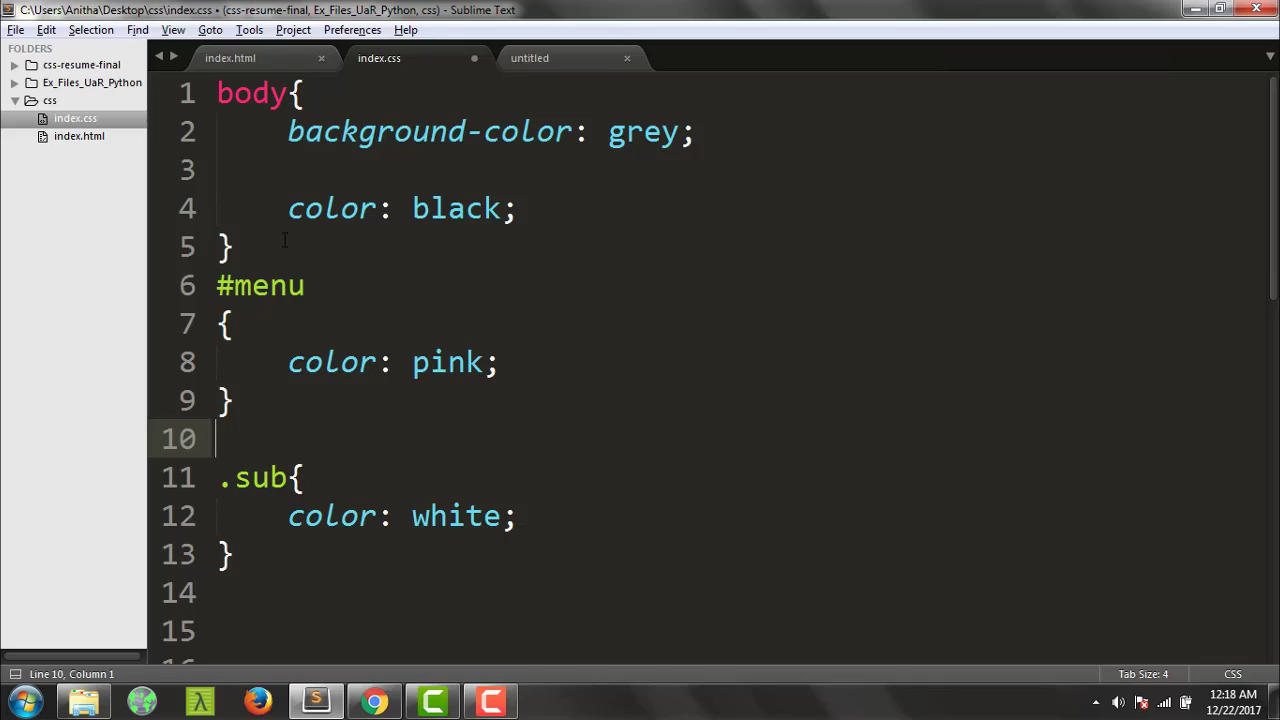 C:\Users\Anitha\Desktop\css\index.css • (css-resume-final, Ex_Files_UaR_Python, css) - Sublime Text
File Edit Selection Find View Goto Tools Project Preferences Help
FOLDERS
css-resume-final
Ex_Files_UaR_Python
css
index.css
index.html
index.html index.css untitled
1 body{
2 background-color: grey;
3
4 color: black;
5 }
6 #menu
7 {
8 color: pink;
9 }
10
11 .sub{
12 color: white;
13 }
14
15
Line 10, Column 1 Tab Size: 4 CSS
12:18 AM
12/22/2017